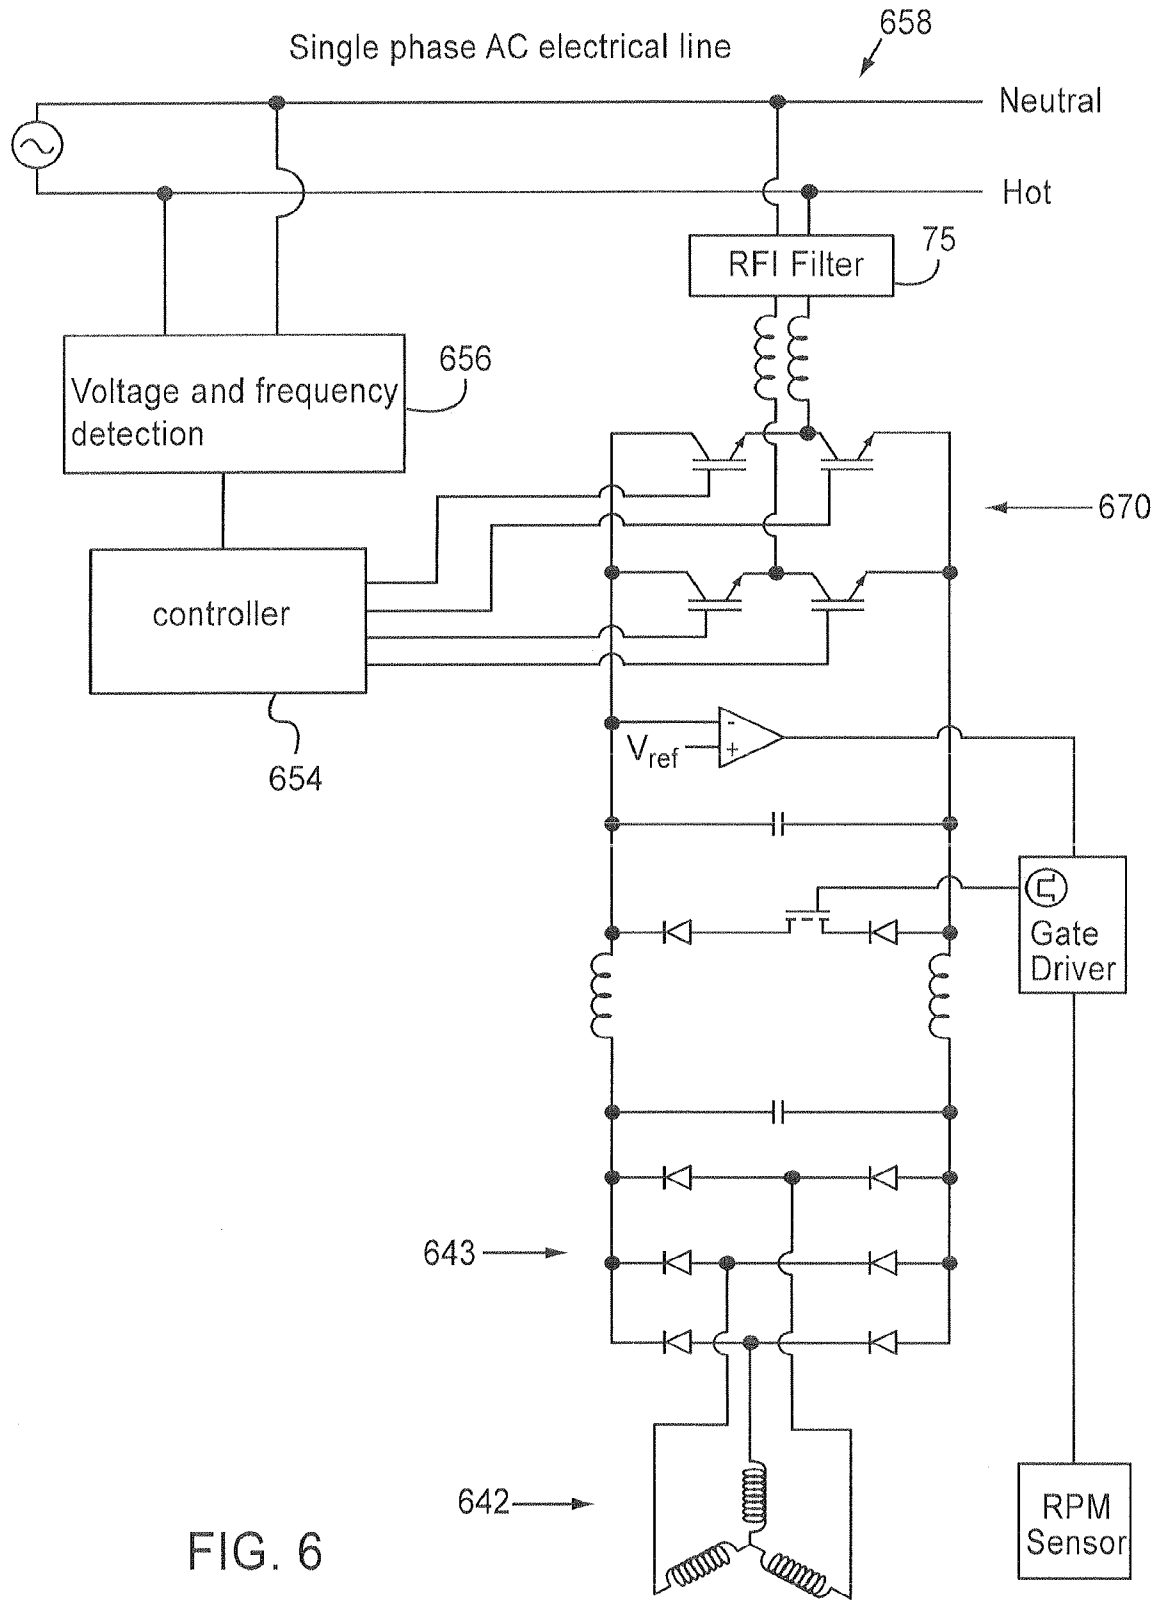 658
Single phase AC electrical line
Neutral
Hot
75
RFI Filter
656
Voltage and frequency
detection
670
controller
654
-
Vref
+
Gate
Driver
643
642
RPM
Sensor
FIG. 6